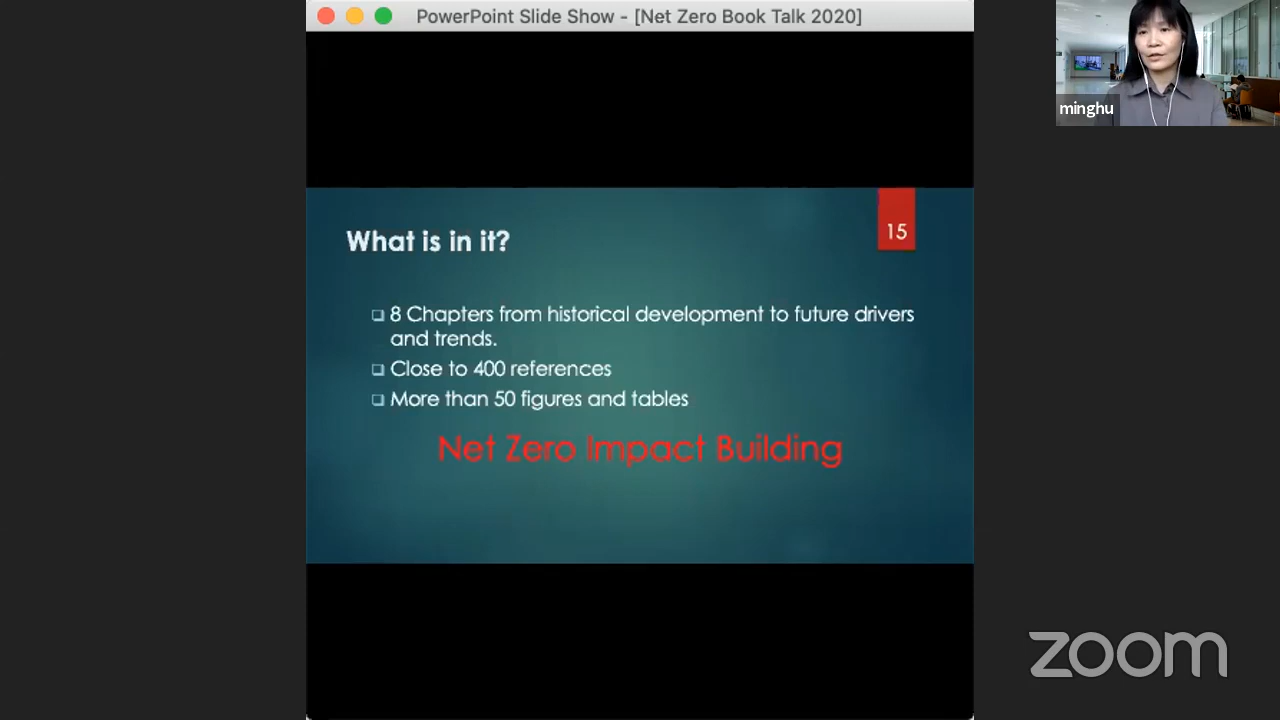 PowerPoint Slide Show - [Net Zero Book Talk 2020]
minghu
What is in it?
15
❑ 8 Chapters from historical development to future drivers
and trends.
❑ Close to 400 references
❑ More than 50 figures and tables
Net Zero Impact Building
zoom